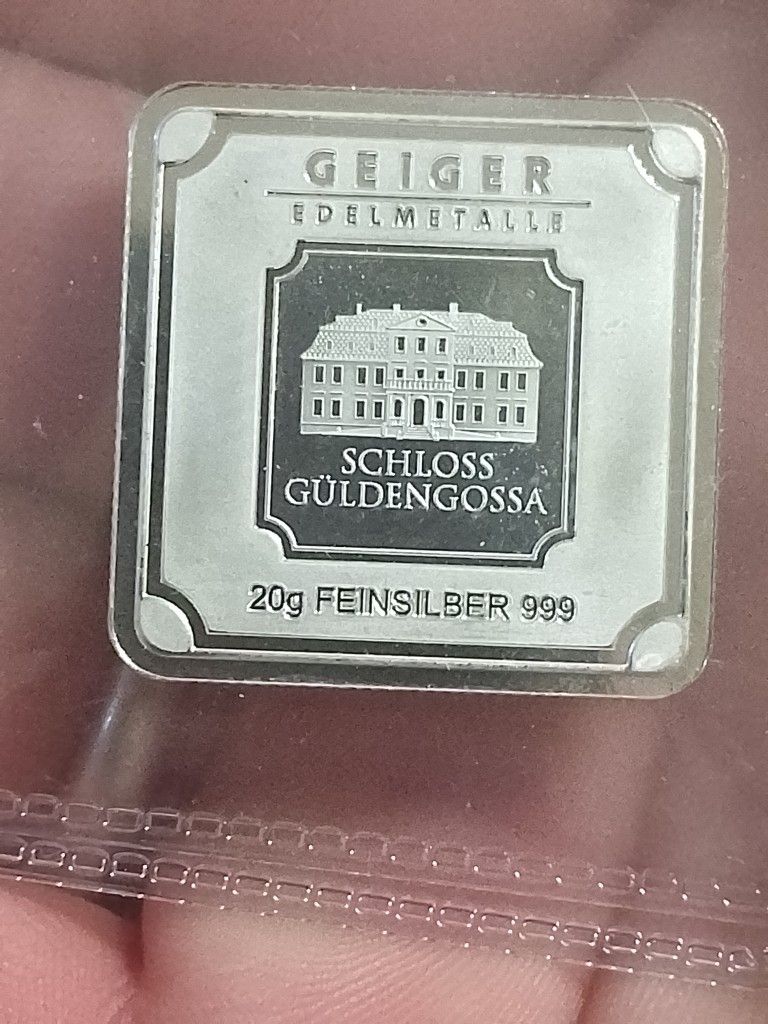 GEIGER
EDELMETALLE
SCHLOSS
GÜLDENGOSSA
20g FEINSILBER 999